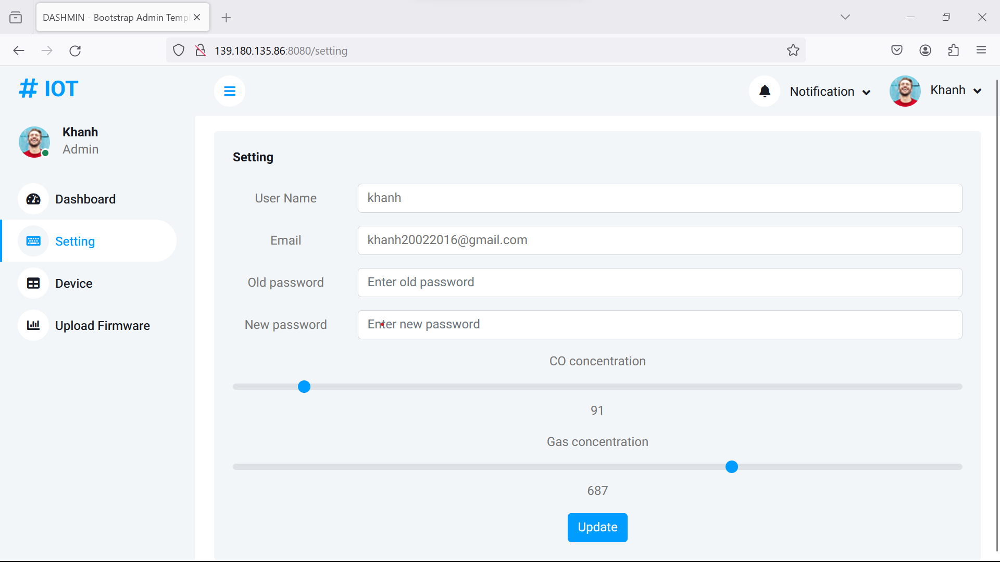 DASHMIN - Bootstrap Admin Temp
139.180.135.86:8080/setting
# IOT
Notification
Khanh
Khanh
Admin
Dashboard
Setting
Device
Upload Firmware
Setting
User Name
khanh
Email
khanh20022016@gmail.com
Old password
Enter old password
New password
Enter new password
CO concentration
91
Gas concentration
687
Update